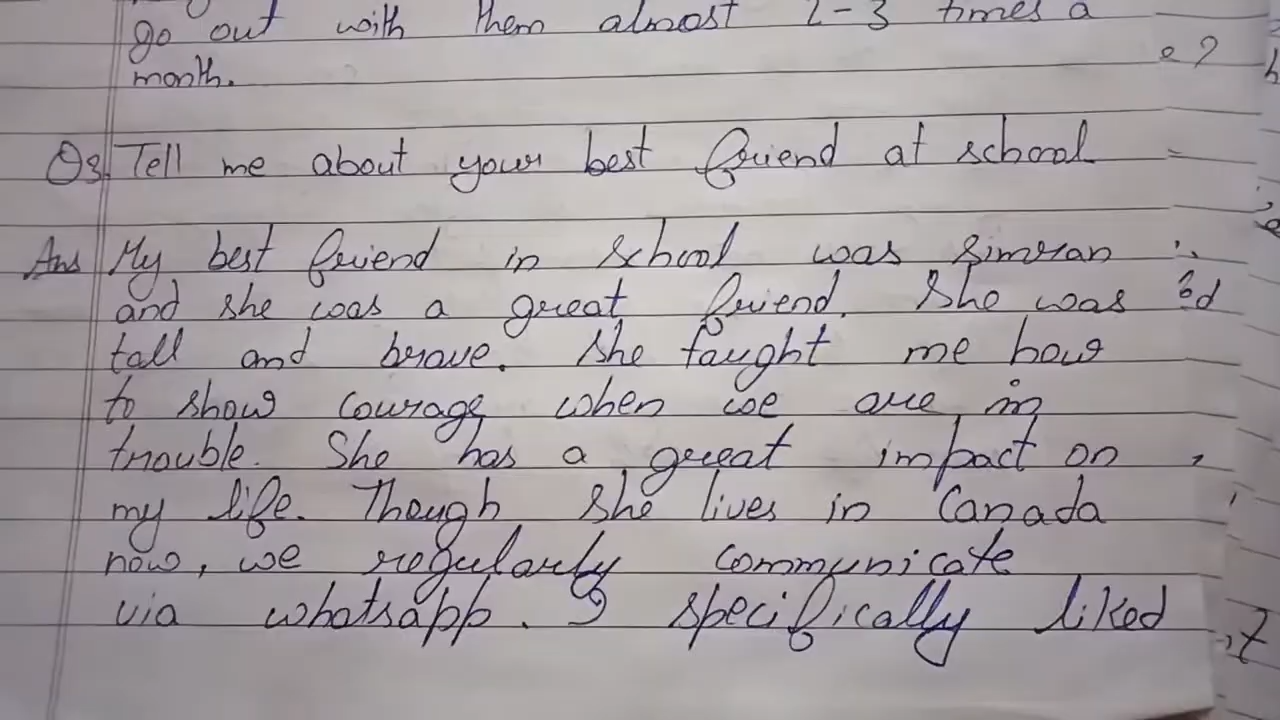 go out with them almost 2-3 times a
month.
Q3. Tell me about your best friend at school
Ans My best friend in school was simran
and she was a great friend. She was
tall and brave. She taught me how
to show courage when we are in
trouble. She has a great impact on
my life. Though she lives in Canada
now, we regularly communicate
via whatsapp. I specifically liked